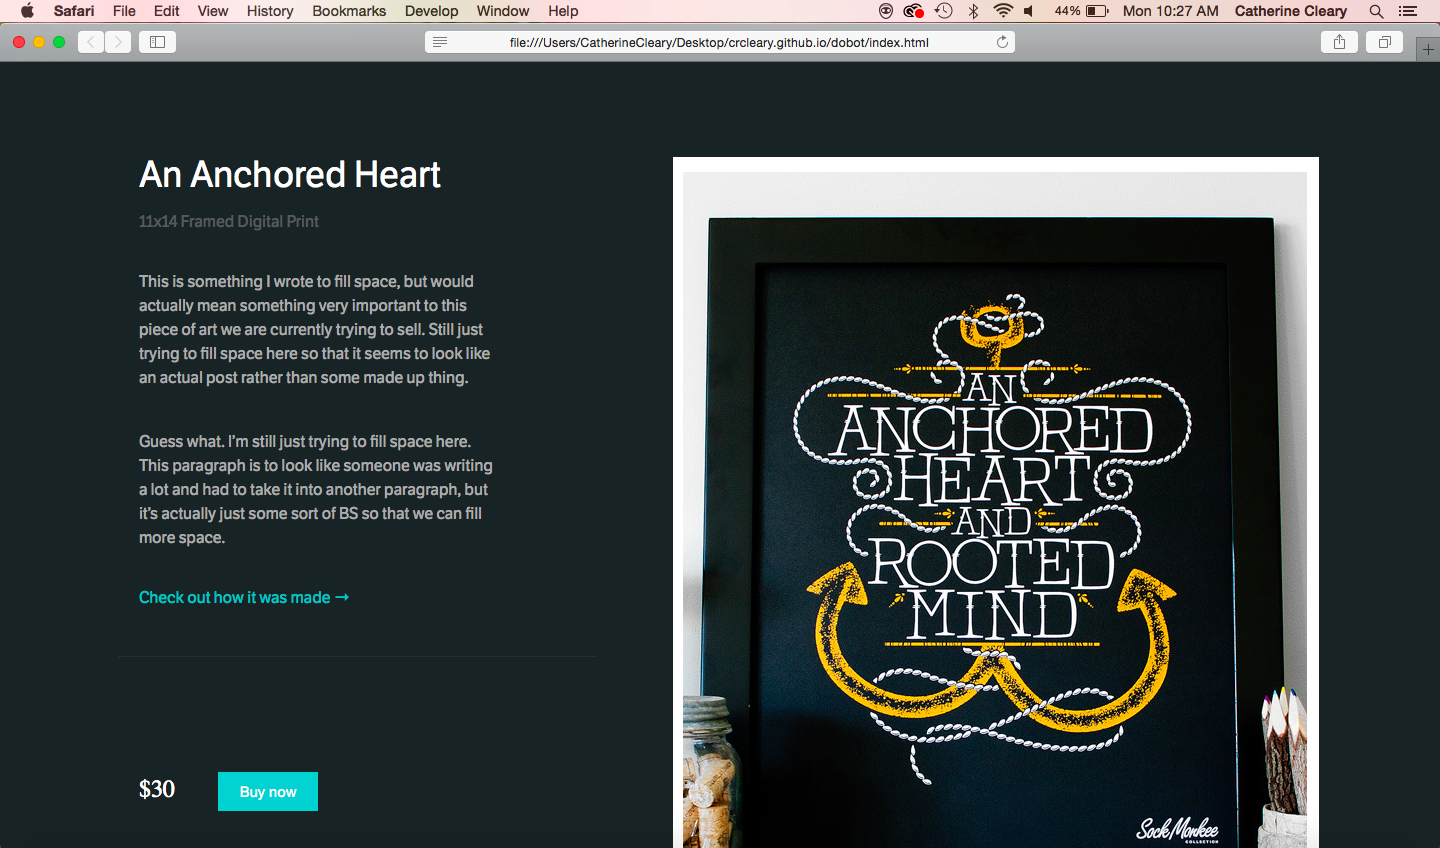 Safari File Edit View History Bookmarks Develop Window Help 44% Mon 10:27 AM Catherine Cleary
file:///Users/CatherineCleary/Desktop/crcleary.github.io/dobot/index.html
An Anchored Heart
11x14 Framed Digital Print
This is something I wrote to fill space, but would
actually mean something very important to this
piece of art we are currently trying to sell. Still just
trying to fill space here so that it seems to look like
an actual post rather than some made up thing.
Guess what. I’m still just trying to fill space here.
This paragraph is to look like someone was writing
a lot and had to take it into another paragraph, but
it’s actually just some sort of BS so that we can fill
more space.
Check out how it was made →
$30 Buy now
AN
ANCHORED
HEART
AND
ROOTED
MIND
Sock Monkee
COLLECTION